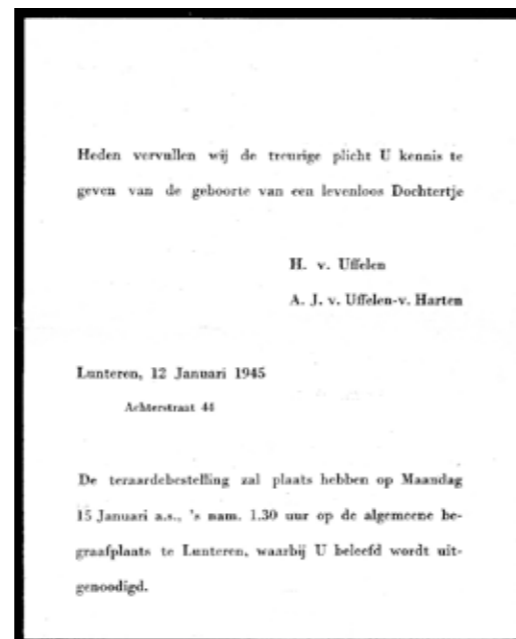 Heden vervullen wij de treurige plicht U kennis te
geven van de geboorte van een levenloos Dochtertje
H. v. Uffelen
A. J. v. Uffelen-v. Harten
Lunteren, 12 Januari 1945
Achterstraat 44
De teraardebestelling zal plaats hebben op Maandag
15 Januari a.s., 's nam. 1.30 uur op de algemeene be-
graafplaats te Lunteren, waarbij U beleefd wordt uit-
genoodigd.